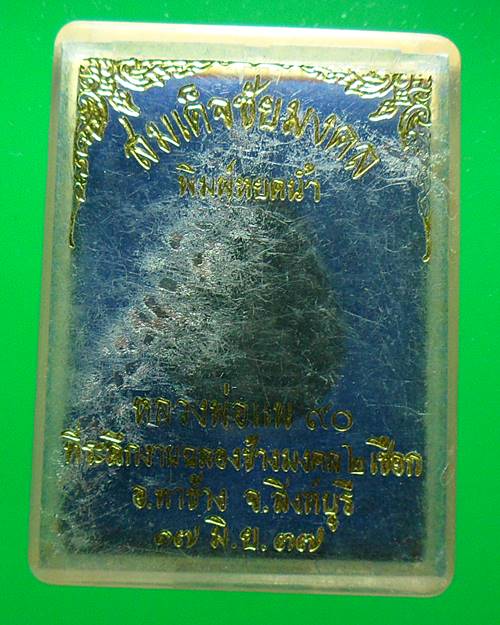 สมเด็จชัยมงคล
พิมพ์หยดน้ำ
หลวงพ่อแพ ๙๐
ที่ระลึกงานฉลองช้างมงคล ๒ เชือก
อ.ท่าช้าง จ.สิงห์บุรี
๑๗ มิ.ย. ๓๗